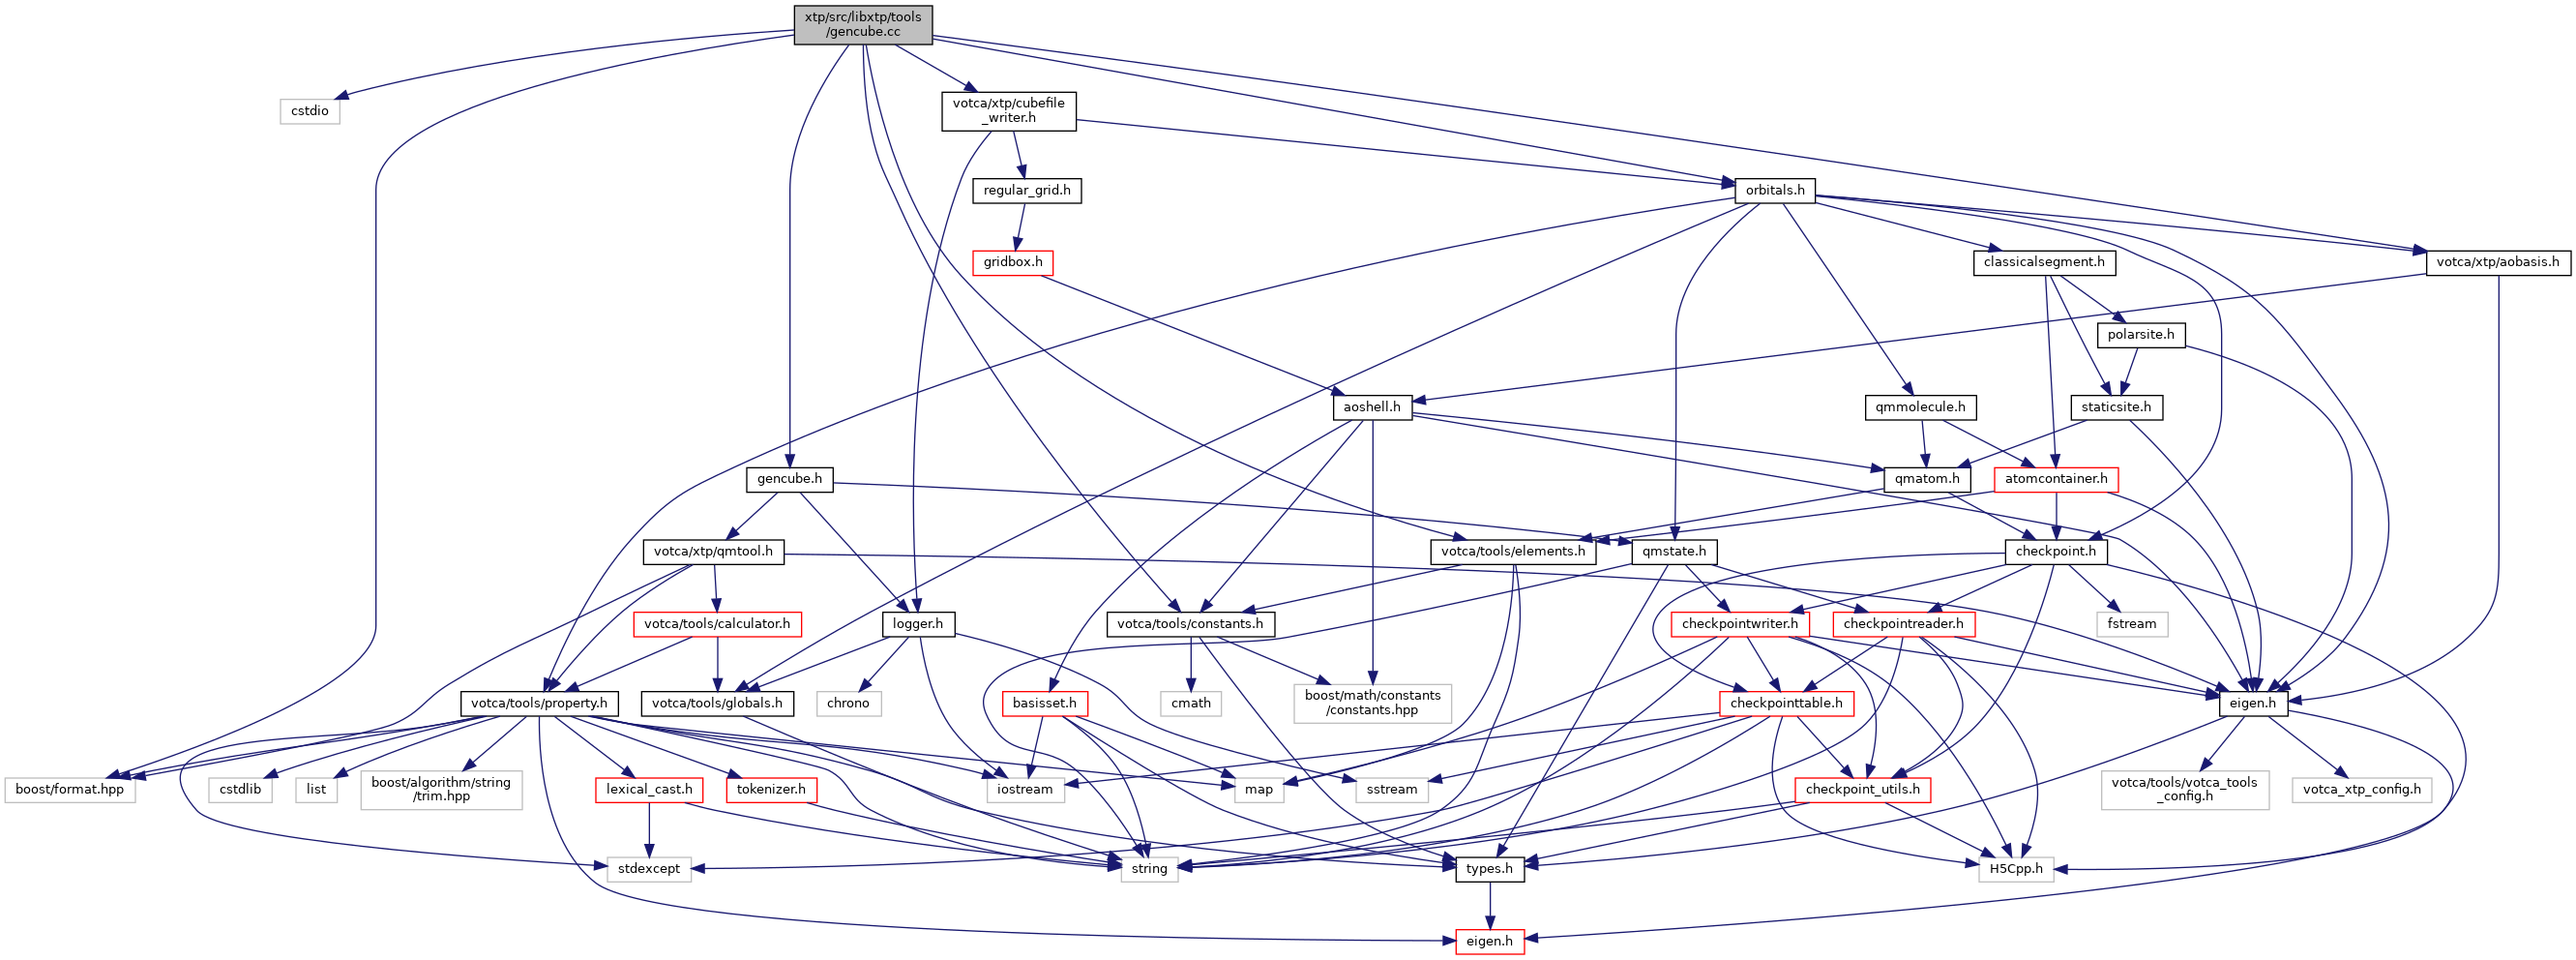 xtp/src/libxtp/tools
/gencube.cc
cstdio
votca/xtp/cubefile
_writer.h
regular_grid.h
orbitals.h
gridbox.h
classicalsegment.h
votca/xtp/aobasis.h
polarsite.h
aoshell.h
qmmolecule.h
staticsite.h
gencube.h
qmatom.h
atomcontainer.h
votca/xtp/qmtool.h
votca/tools/elements.h
qmstate.h
checkpoint.h
votca/tools/calculator.h
logger.h
votca/tools/constants.h
checkpointwriter.h
checkpointreader.h
fstream
votca/tools/property.h
votca/tools/globals.h
chrono
basisset.h
cmath
boost/math/constants
/constants.hpp
checkpointtable.h
eigen.h
boost/format.hpp
cstdlib
list
boost/algorithm/string
/trim.hpp
lexical_cast.h
tokenizer.h
iostream
map
sstream
checkpoint_utils.h
votca/tools/votca_tools
_config.h
votca_xtp_config.h
stdexcept
string
types.h
H5Cpp.h
eigen.h